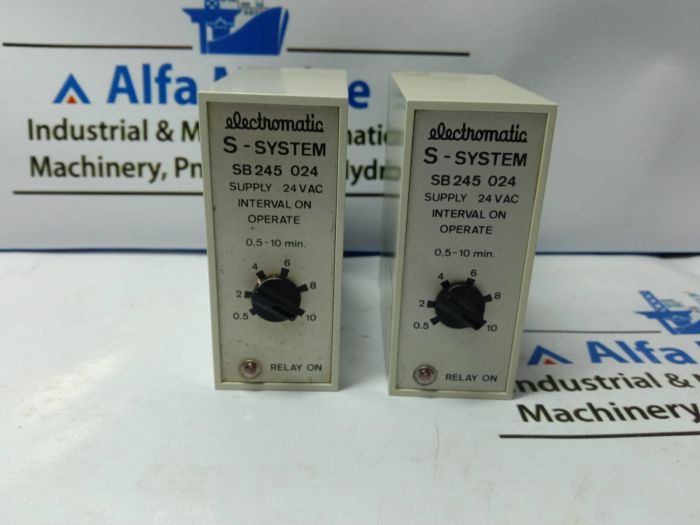 Alfa
Industrial & M
Machinery, Pn
electromatic
S-SYSTEM
SB 245 024
SUPPLY 24 VAC
INTERVAL ON
OPERATE
0,5-10 min.
4 6
2 8
0.5 10
RELAY ON
electromatic
S-SYSTEM
SB 245 024
SUPPLY 24 VAC
INTERVAL ON
OPERATE
0,5-10 min.
4 6
2 8
0.5 10
RELAY ON
Alfa
Industrial &
Machinery